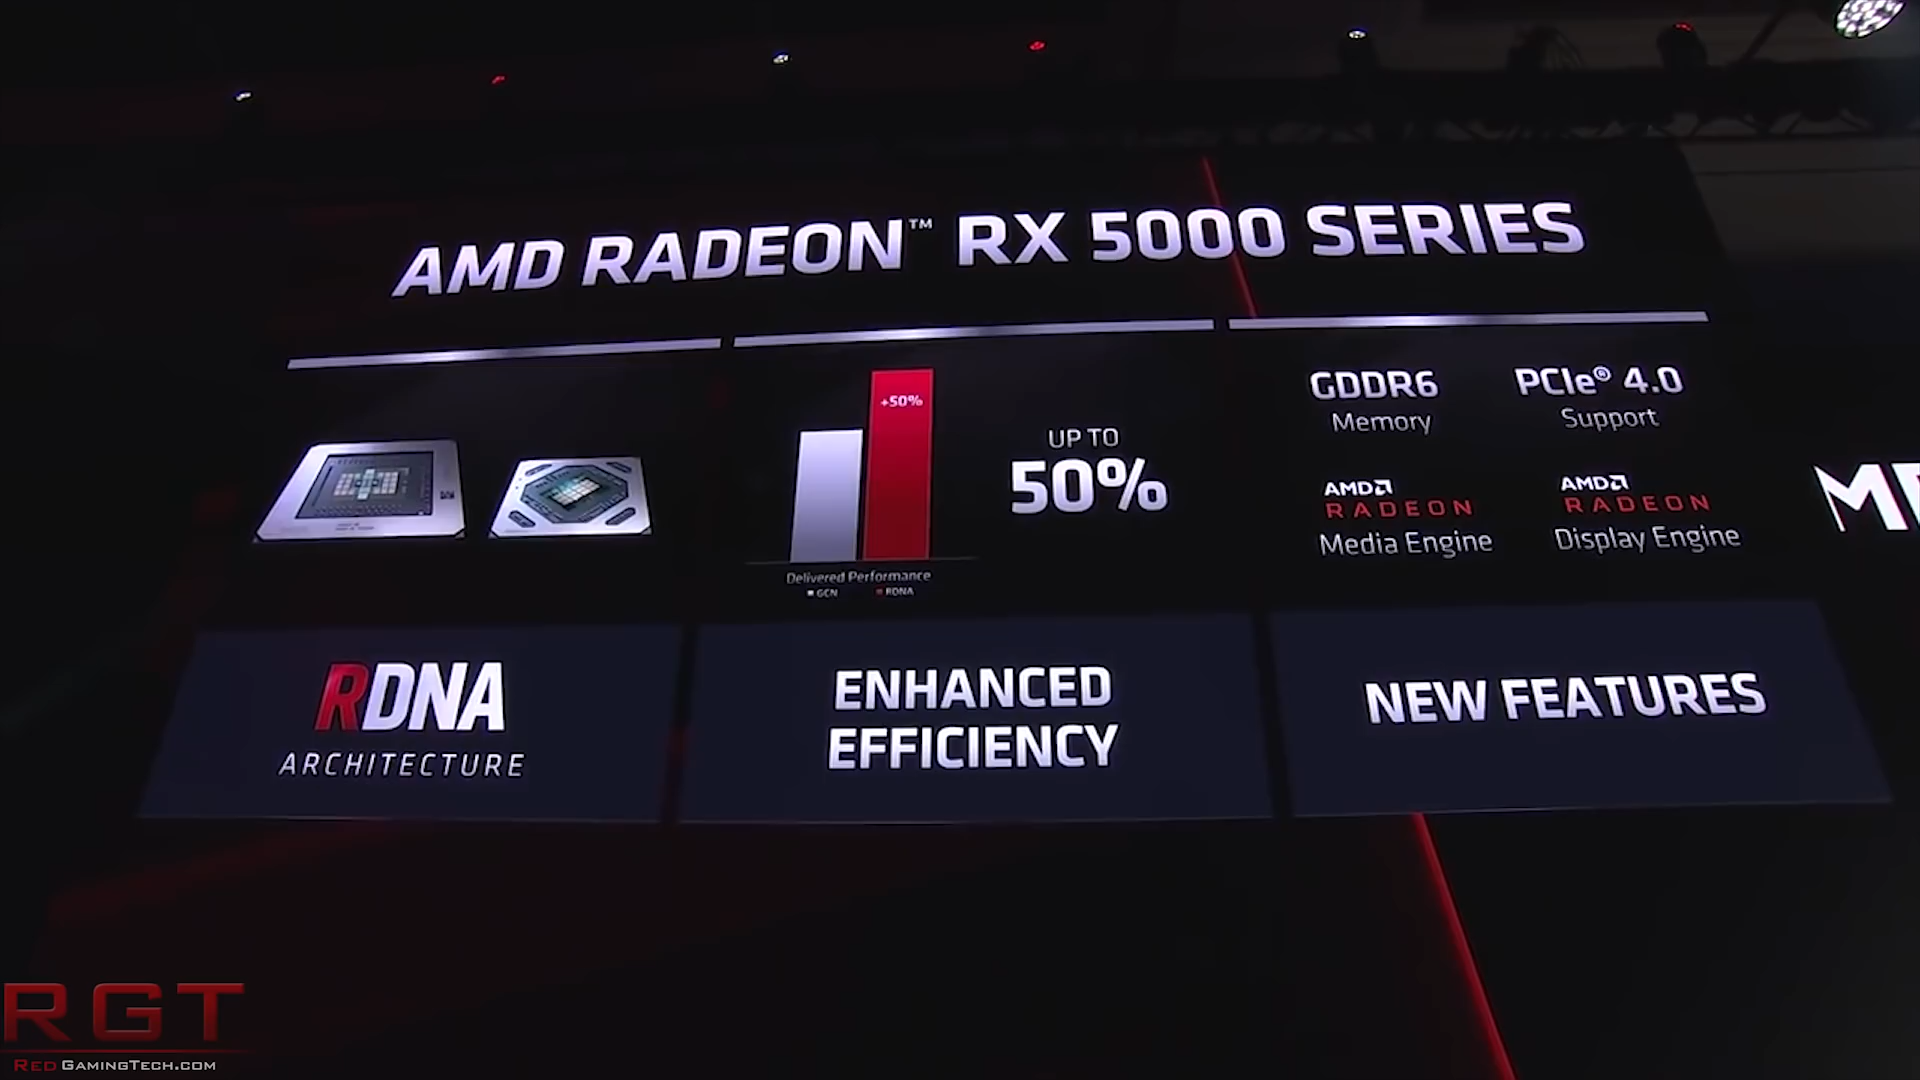 AMD RADEON™ RX 5000 SERIES
+50%
UP TO
50%
Delivered Performance
GCN RDNA
GDDR6
Memory
PCIe® 4.0
Support
AMD
RADEON
Media Engine
AMD
RADEON
Display Engine
RDNA
ARCHITECTURE
ENHANCED
EFFICIENCY
NEW FEATURES
RGT
REDGAMINGTECH.COM